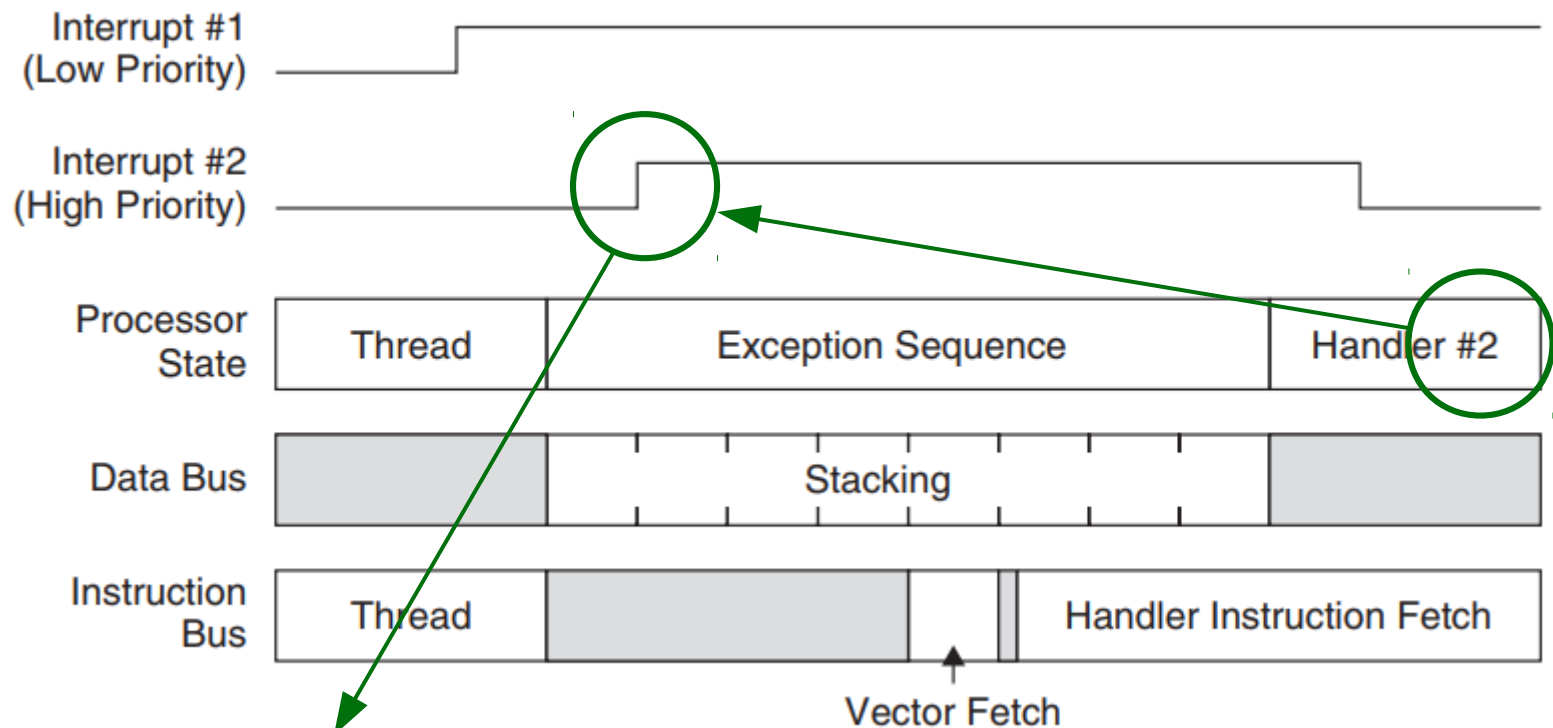 Interrupt #1
(Low Priority)
Interrupt #2
(High Priority)
Processor
State
Thread
Exception Sequence
Handler #2
Data Bus
Stacking
Instruction
Bus
Thread
Handler Instruction Fetch
Vector Fetch